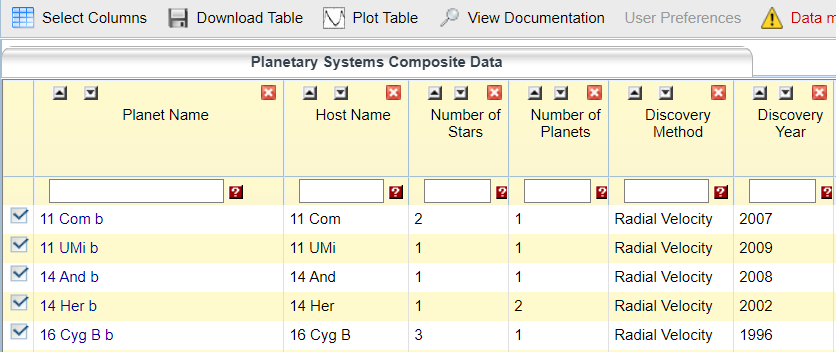 Select Columns Download Table Plot Table View Documentation User Preferences Data m
Planetary Systems Composite Data
Planet Name Host Name Number of Stars Number of Planets Discovery Method Discovery Year
? ? ? ? ? ?
11 Com b 11 Com 2 1 Radial Velocity 2007
11 UMi b 11 UMi 1 1 Radial Velocity 2009
14 And b 14 And 1 1 Radial Velocity 2008
14 Her b 14 Her 1 2 Radial Velocity 2002
16 Cyg B b 16 Cyg B 3 1 Radial Velocity 1996